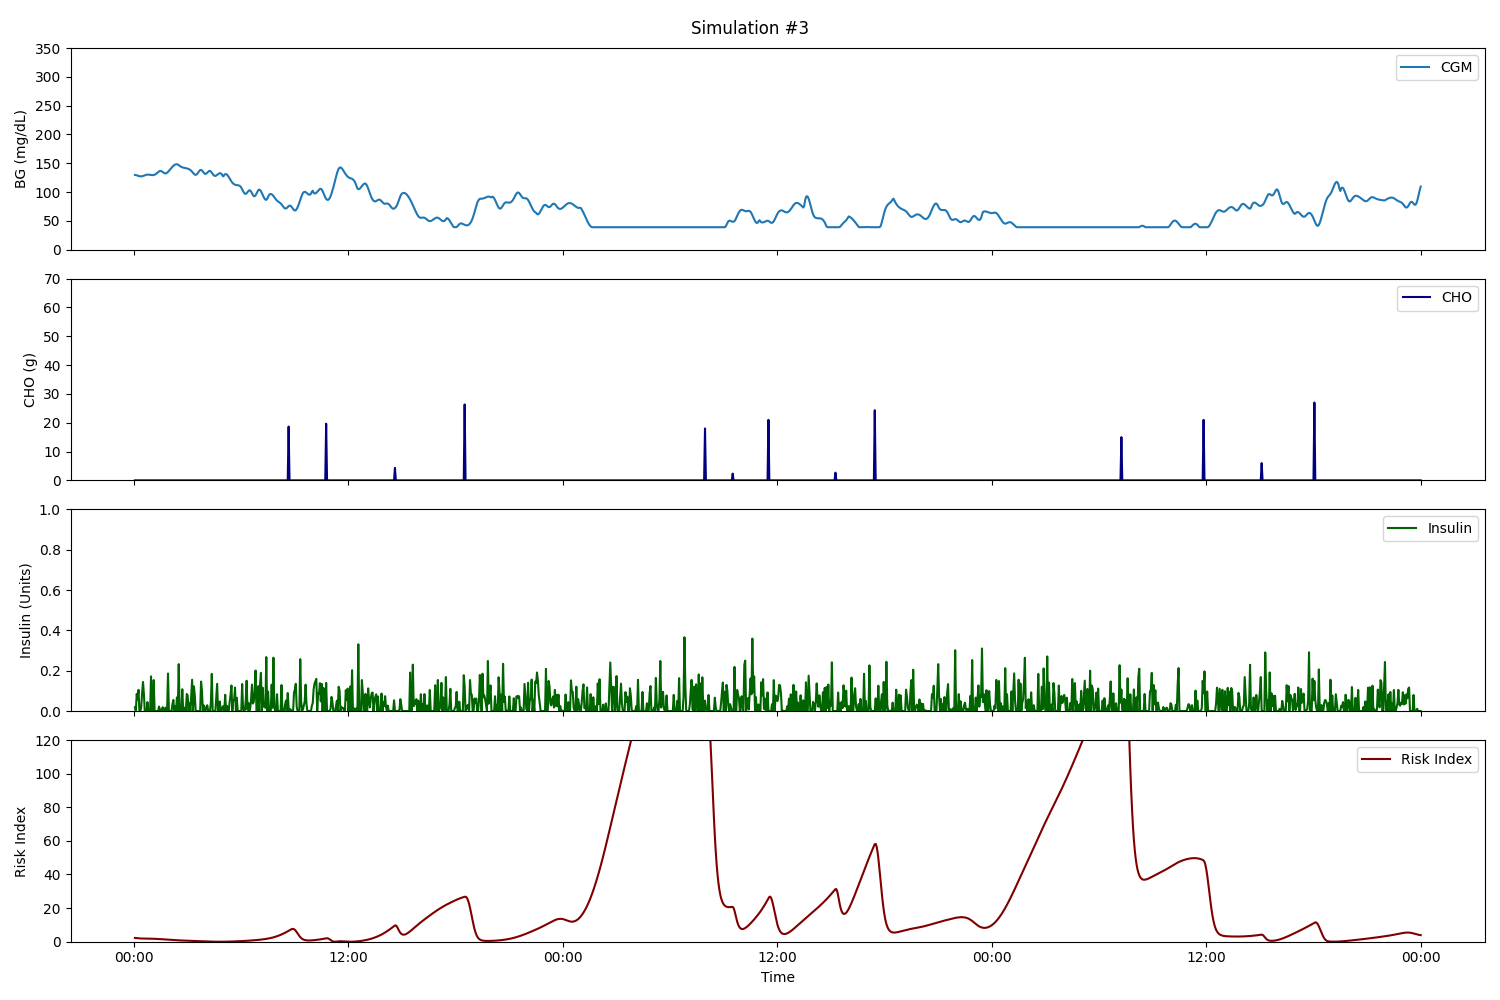 Simulation #3
350
300
250
200
150
100
50
0
BG (mg/dL)
CGM
70
60
50
40
30
20
10
0
CHO (g)
CHO
1.0
0.8
0.6
0.4
0.2
0.0
Insulin (Units)
Insulin
120
100
80
60
40
20
0
Risk Index
Risk Index
00:00 12:00 00:00 12:00 00:00 12:00 00:00
Time